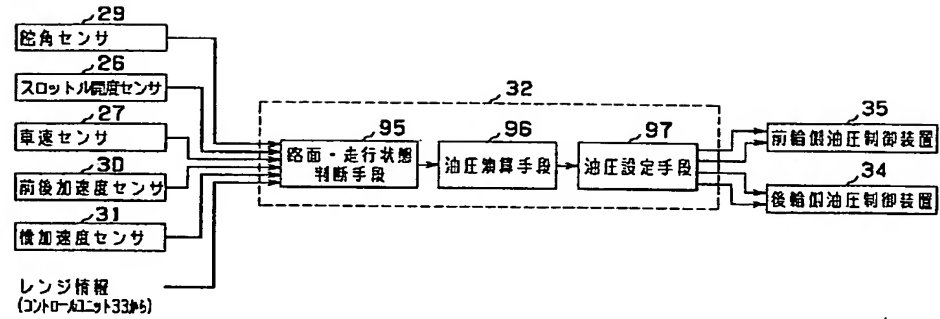 29
舵角センサ
26
スロットル開度センサ
27
車速センサ
30
前後加速度センサ
31
横加速度センサ
レンジ情報
(コントロールユニット33から)
32
95
路面・走行状態
判断手段
96
油圧演算手段
97
油圧設定手段
35
前輪側油圧制御装置
34
後輪側油圧制御装置